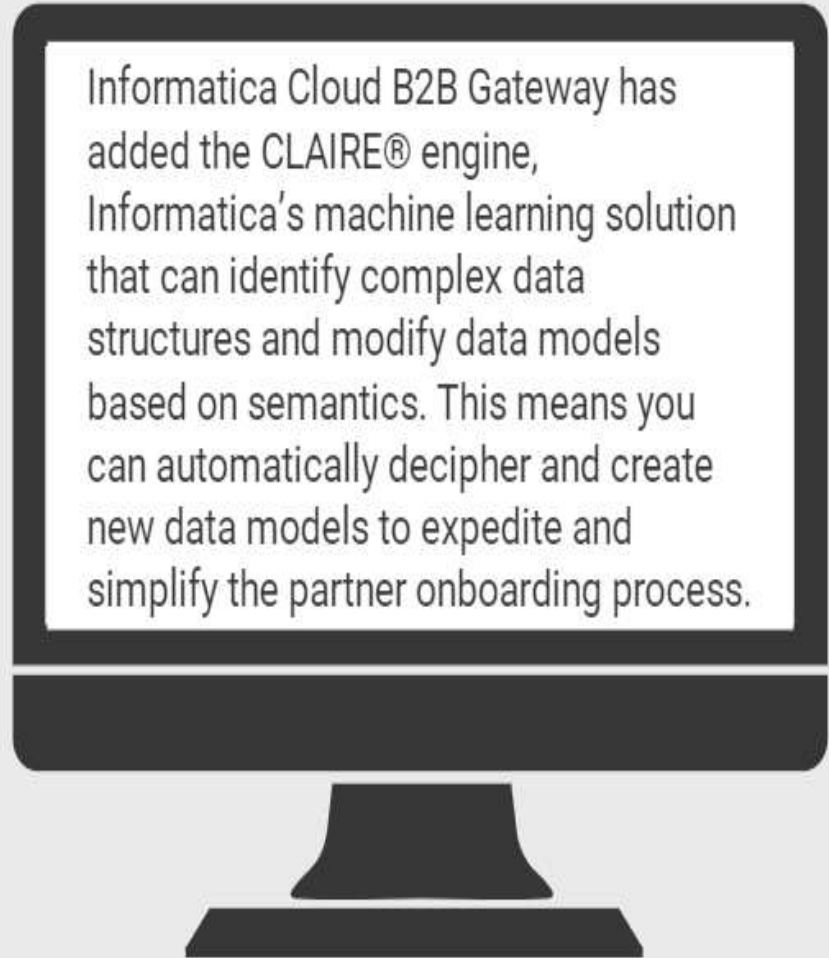 Informatica Cloud B2B Gateway has
added the CLAIRE® engine,
Informatica's machine learning solution
that can identify complex data
structures and modify data models
based on semantics. This means you
can automatically decipher and create
new data models to expedite and
simplify the partner onboarding process.